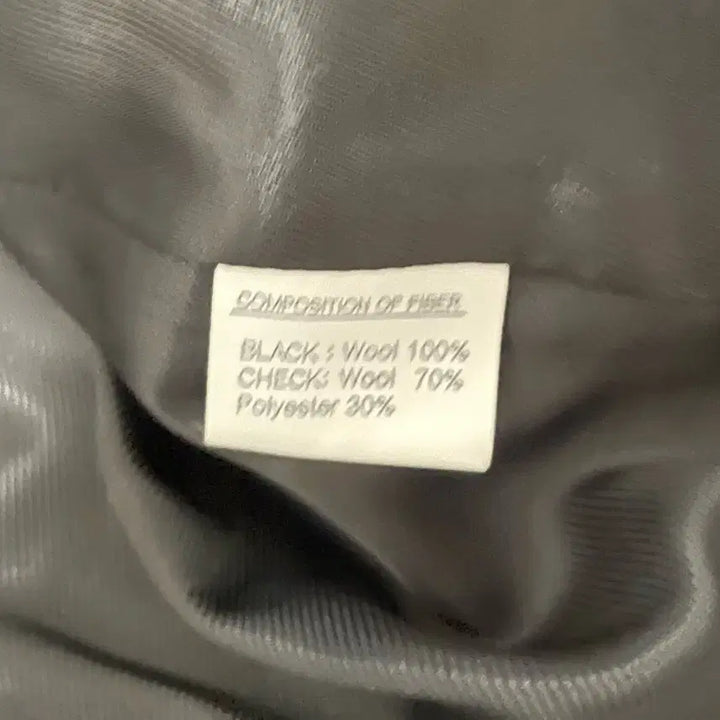 COMPOSITION OF FIBER
BLACK : Wool 100%
CHECK: Wool 70%
Polyester 30%